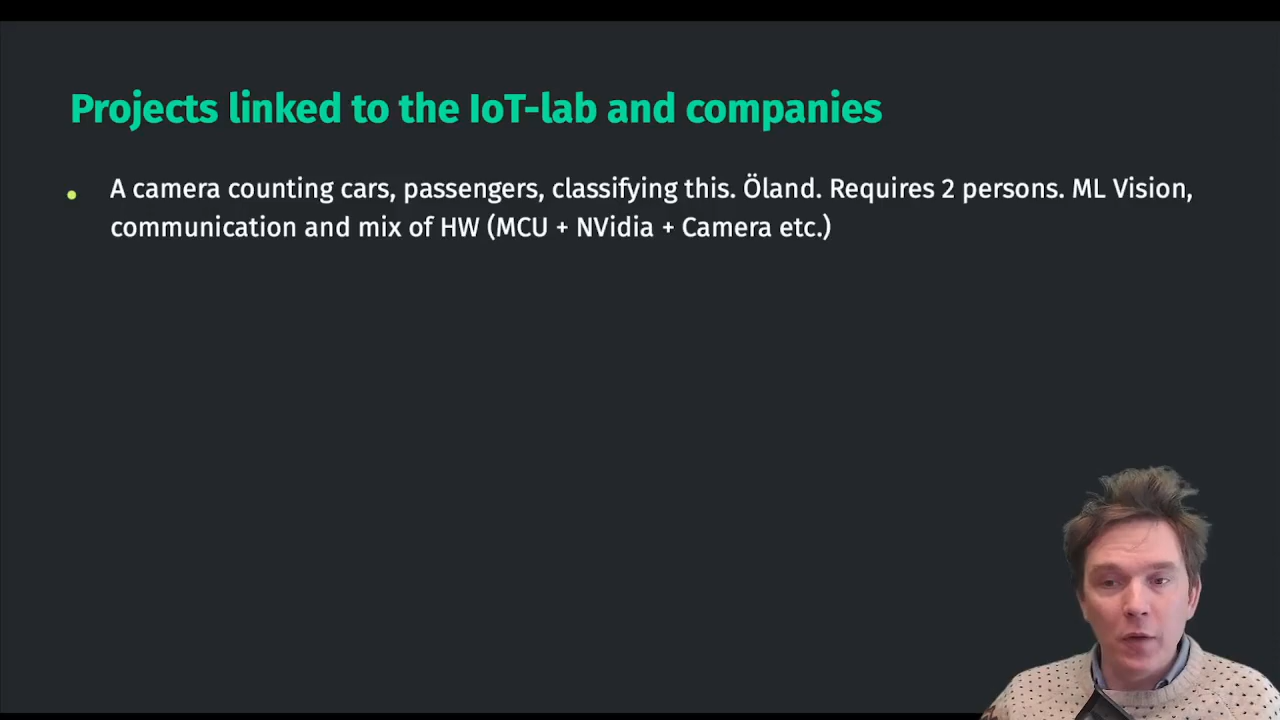 Projects linked to the IoT-lab and companies
A camera counting cars, passengers, classifying this. Öland. Requires 2 persons. ML Vision,
communication and mix of HW (MCU + NVidia + Camera etc.)